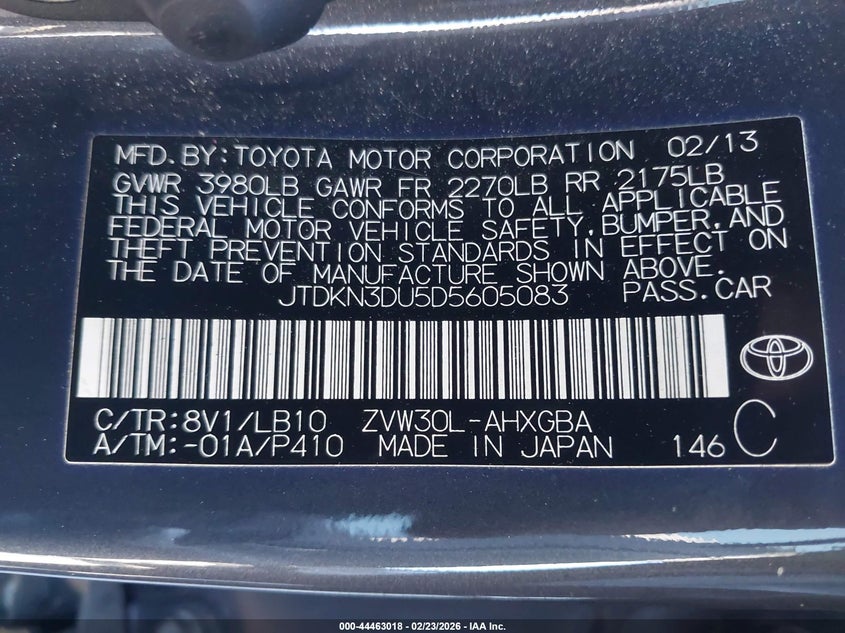 MFD.BY:TOYOTA MOTOR CORPORATION 02/13
GVWR 3980LB GAWR FR 2270LB RR 2175LB
THIS VEHICLE CONFORMS TO ALL APPLICABLE
FEDERAL MOTOR VEHICLE SAFETY,BUMPER,AND
THEFT PREVENTION STANDARDS IN EFFECT ON
THE DATE OF MANUFACTURE SHOWN ABOVE.
JTDKN3DU5D5605083 PASS.CAR
C/TR:8V1/LB10 ZVW30L-AHXGBA
A/TM:-01A/P410 MADE IN JAPAN 146 C
000-44463018 - 02/23/2026 - IAA Inc.